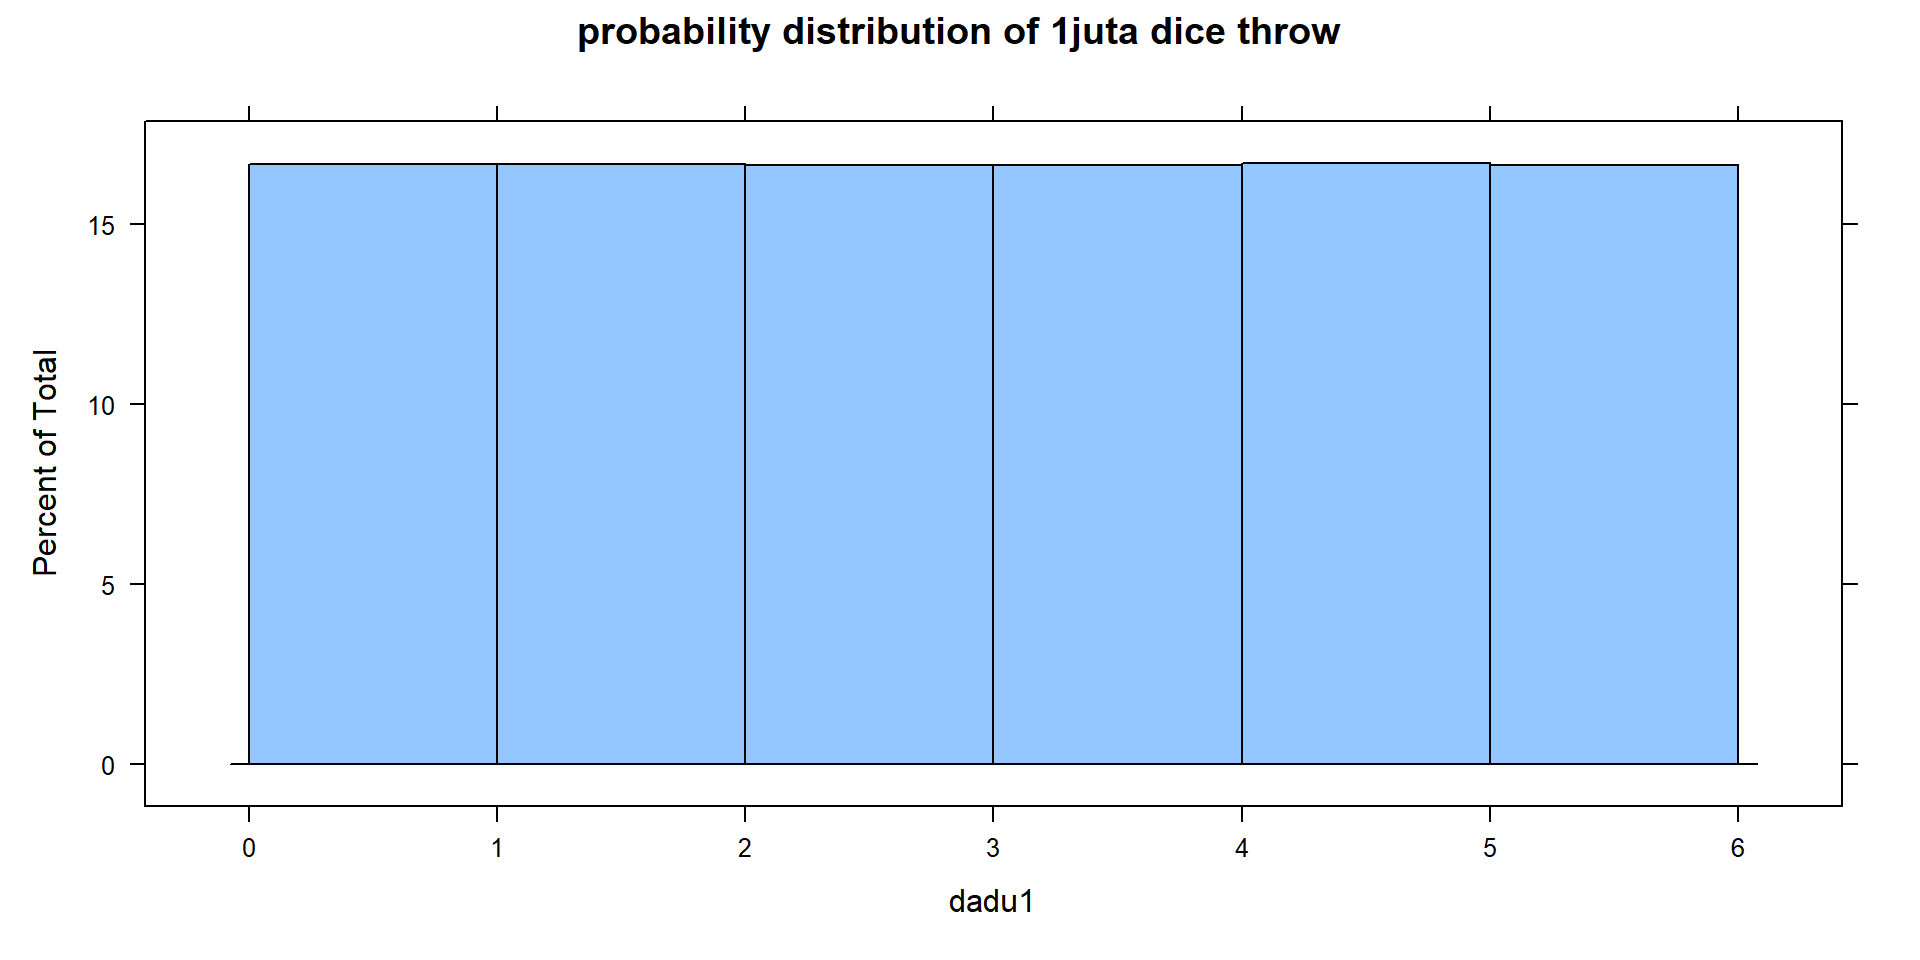 probability distribution of 1juta dice throw
Percent of Total
15
10
5
0
0 1 2 3 4 5 6
dadu1